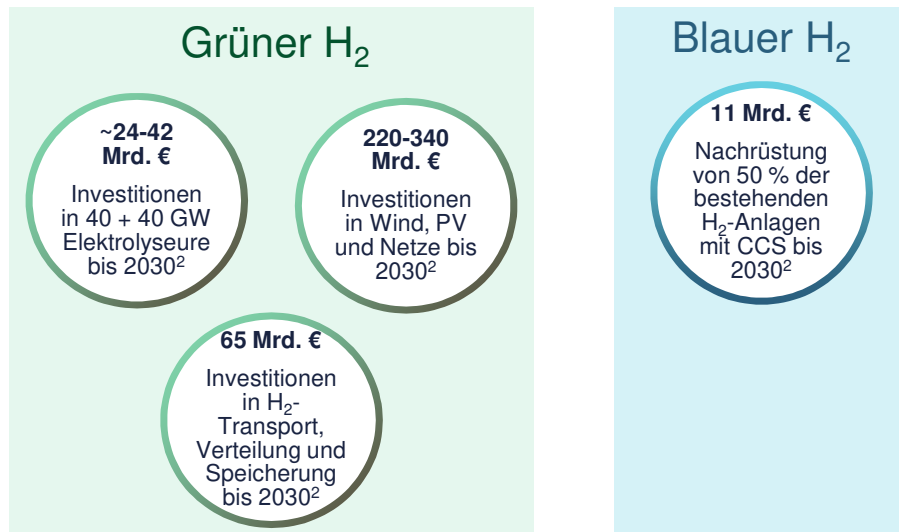 Grüner H₂
~24-42
Mrd. €
Investitionen
in 40 + 40 GW
Elektrolyseure
bis 2030²
220-340
Mrd. €
Investitionen
in Wind, PV
und Netze bis
2030²
65 Mrd. €
Investitionen
in H₂-
Transport,
Verteilung und
Speicherung
bis 2030²
Blauer H₂
11 Mrd. €
Nachrüstung
von 50 % der
bestehenden
H₂-Anlagen
mit CCS bis
2030²